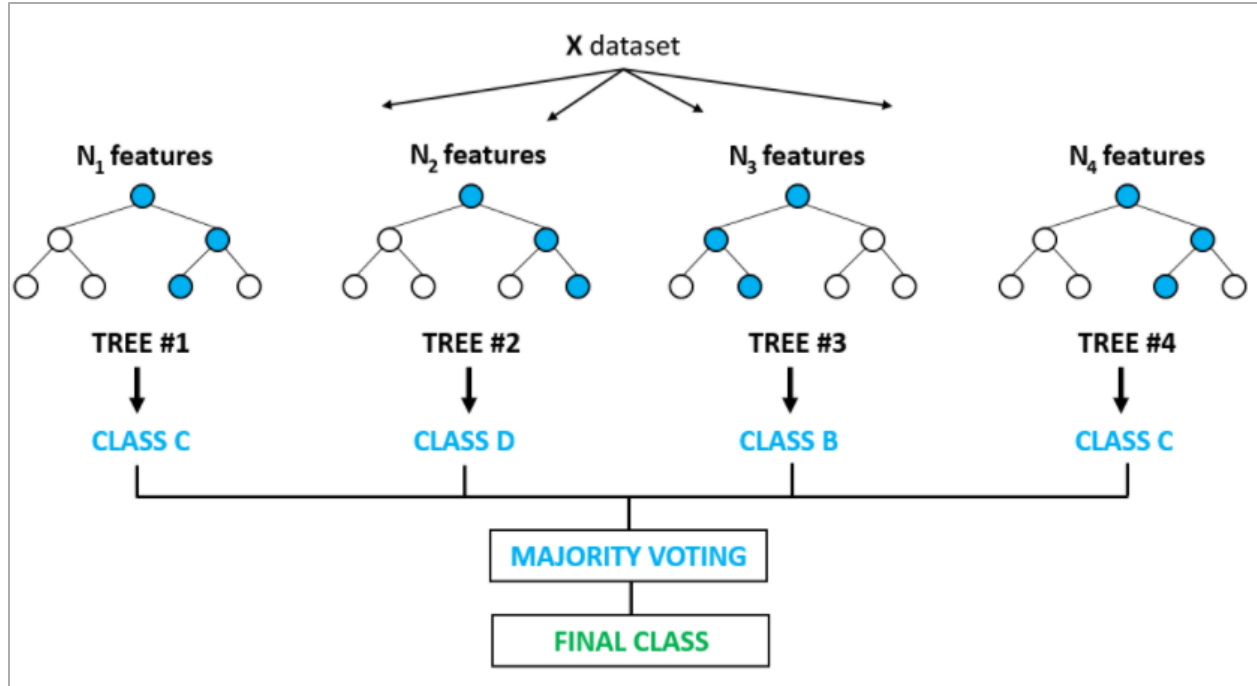 X dataset
N₁ features
N₂ features
N₃ features
N₄ features
TREE #1
TREE #2
TREE #3
TREE #4
CLASS C
CLASS D
CLASS B
CLASS C
MAJORITY VOTING
FINAL CLASS